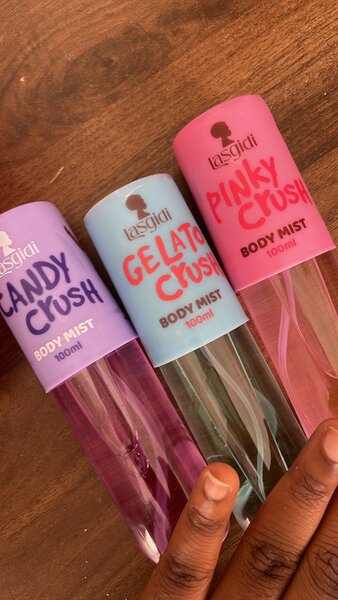 Lasgidi
CANDY
CRUSH
BODY MIST
100ml
Lasgidi
GELATO
CRUSH
BODY MIST
100ml
Lasgidi
PINKY
CRUSH
BODY MIST
100ml